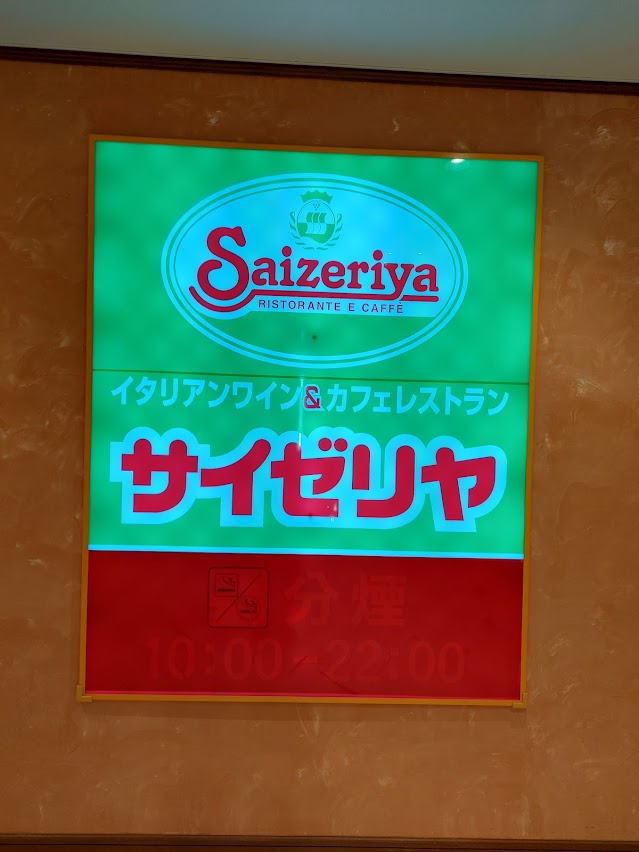 Saizeriya
RISTORANTE E CAFFÈ
イタリアンワイン&カフェレストラン
サイゼリヤ
分煙
10:00-22:00